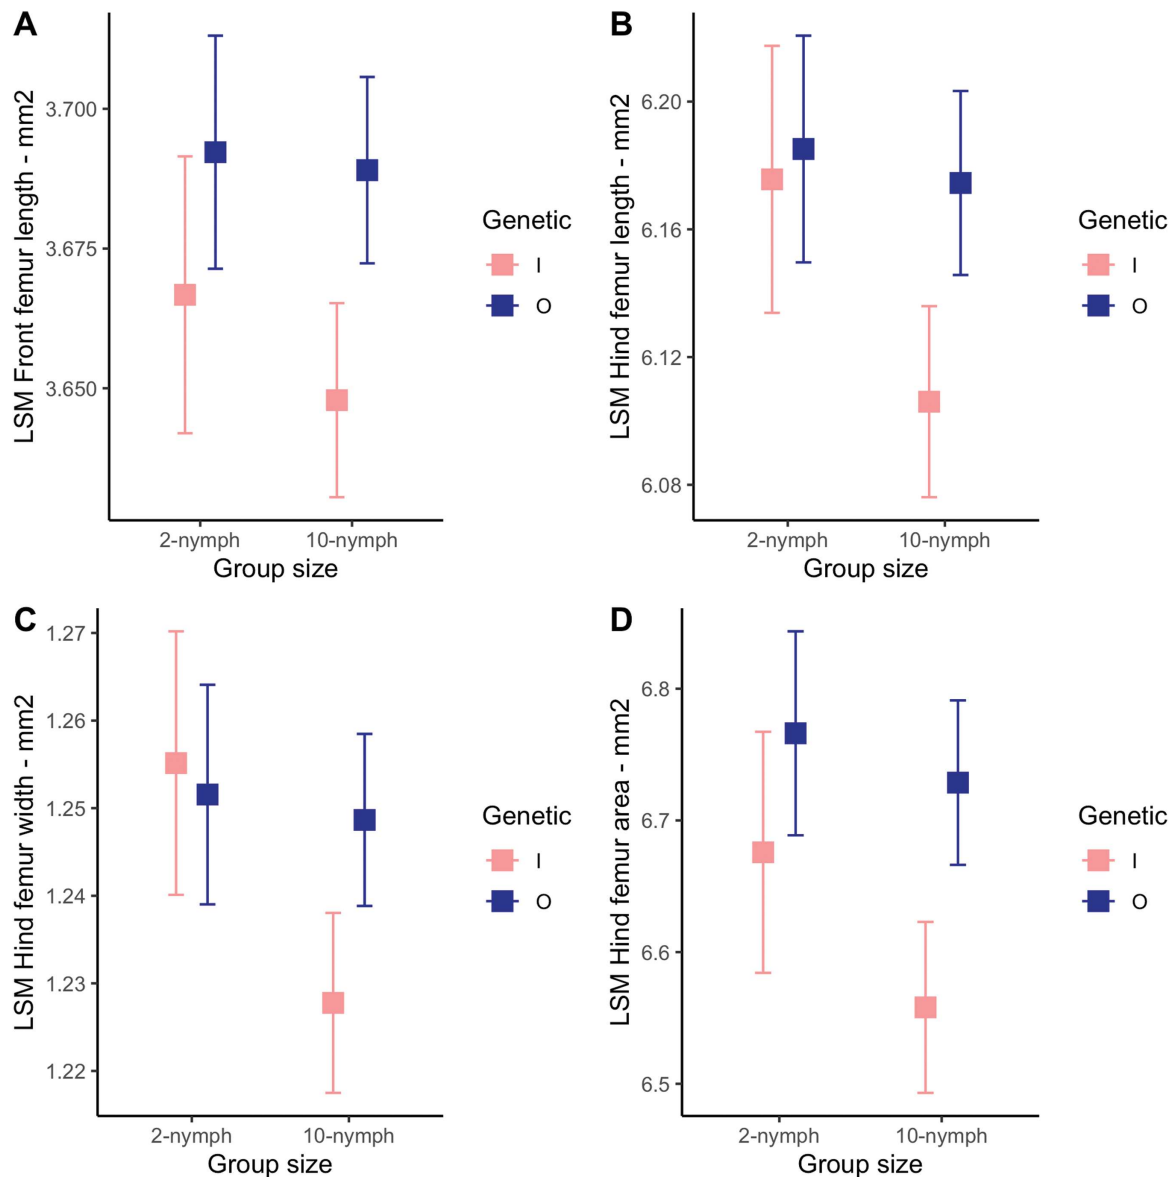 A
LSM Front femur length - mm2
3.700
3.675
3.650
2-nymph 10-nymph
Group size
Genetic
I
O
B
LSM Hind femur length - mm2
6.20
6.16
6.12
6.08
2-nymph 10-nymph
Group size
Genetic
I
O
C
LSM Hind femur width - mm2
1.27
1.26
1.25
1.24
1.23
1.22
2-nymph 10-nymph
Group size
Genetic
I
O
D
LSM Hind femur area - mm2
6.8
6.7
6.6
6.5
2-nymph 10-nymph
Group size
Genetic
I
O